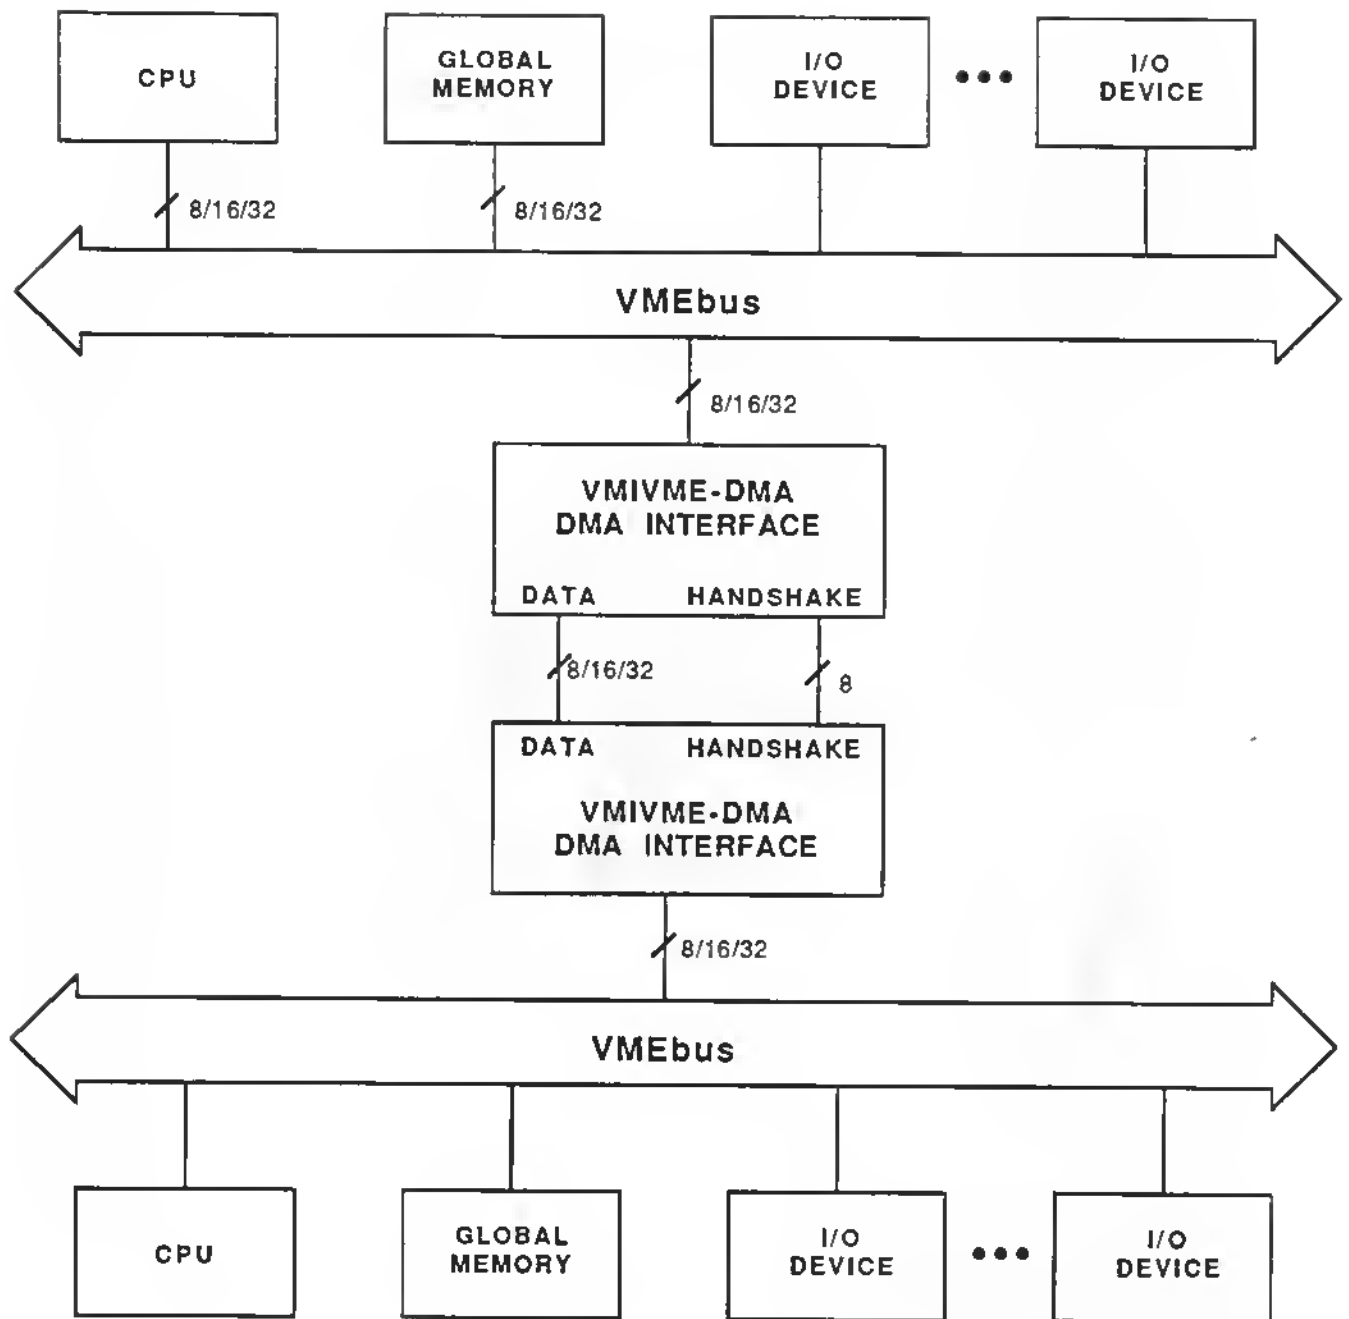 CPU
GLOBAL
MEMORY
I/O
DEVICE
I/O
DEVICE
8/16/32
8/16/32
VMEbus
8/16/32
VMIVME-DMA
DMA INTERFACE
DATA HANDSHAKE
8/16/32
8
DATA HANDSHAKE
VMIVME-DMA
DMA INTERFACE
8/16/32
VMEbus
CPU
GLOBAL
MEMORY
I/O
DEVICE
I/O
DEVICE